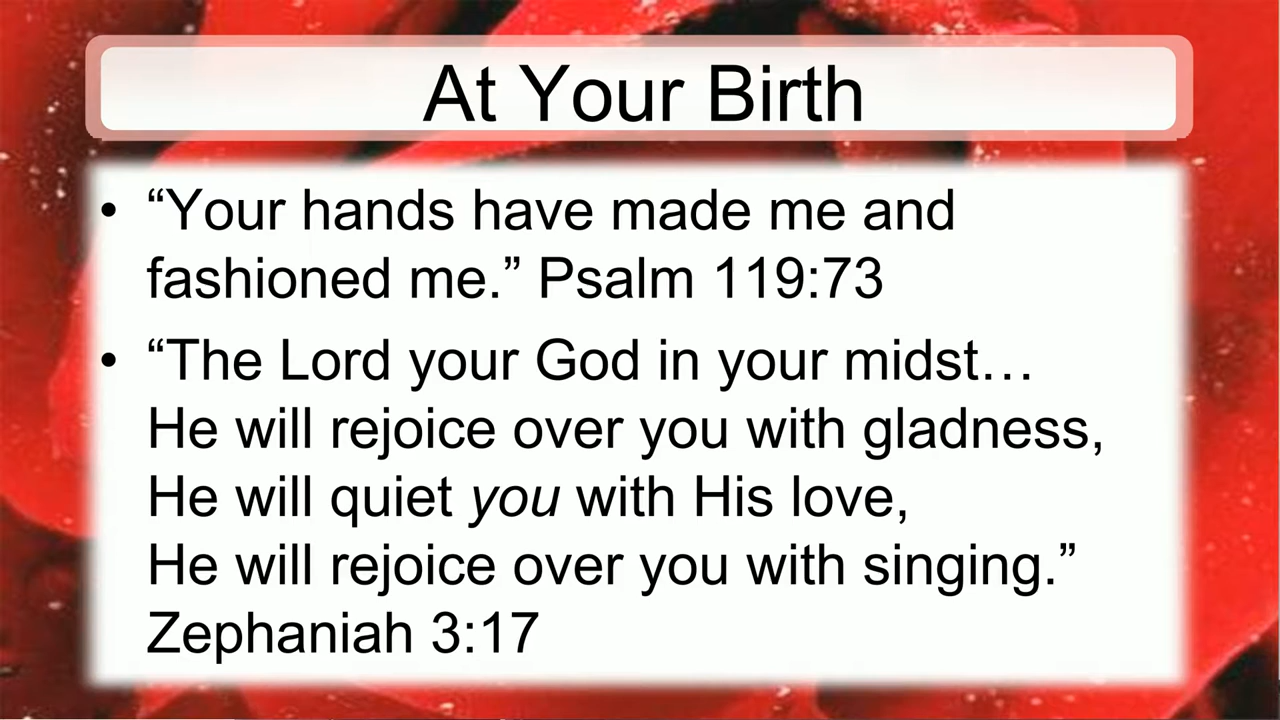 At Your Birth
• “Your hands have made me and
fashioned me.” Psalm 119:73
• “The Lord your God in your midst…
He will rejoice over you with gladness,
He will quiet you with His love,
He will rejoice over you with singing.”
Zephaniah 3:17